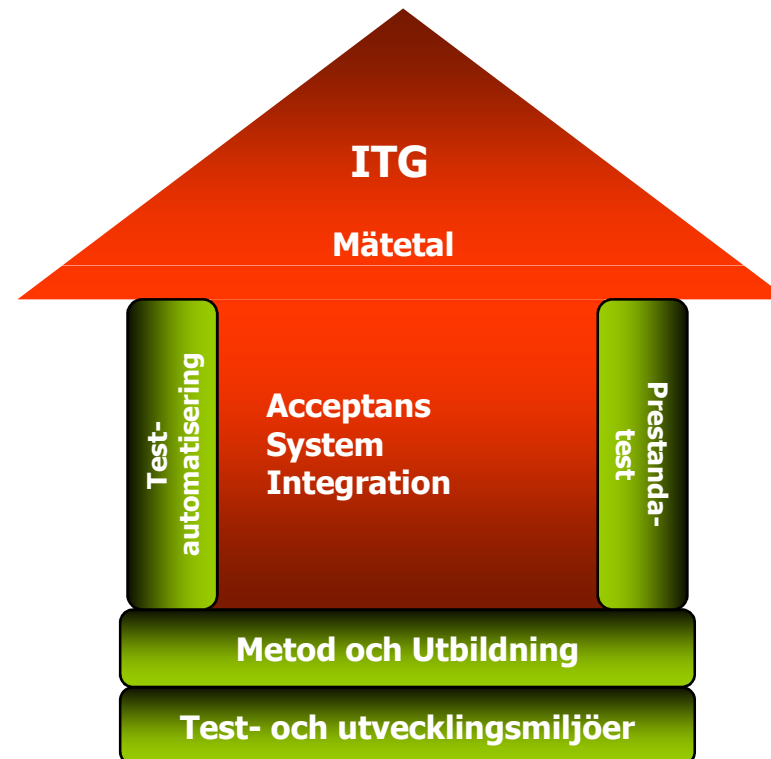 ITG
Mätetal
Test-
automatisering
Acceptans
System
Integration
Prestanda-
test
Metod och Utbildning
Test- och utvecklingsmiljöer